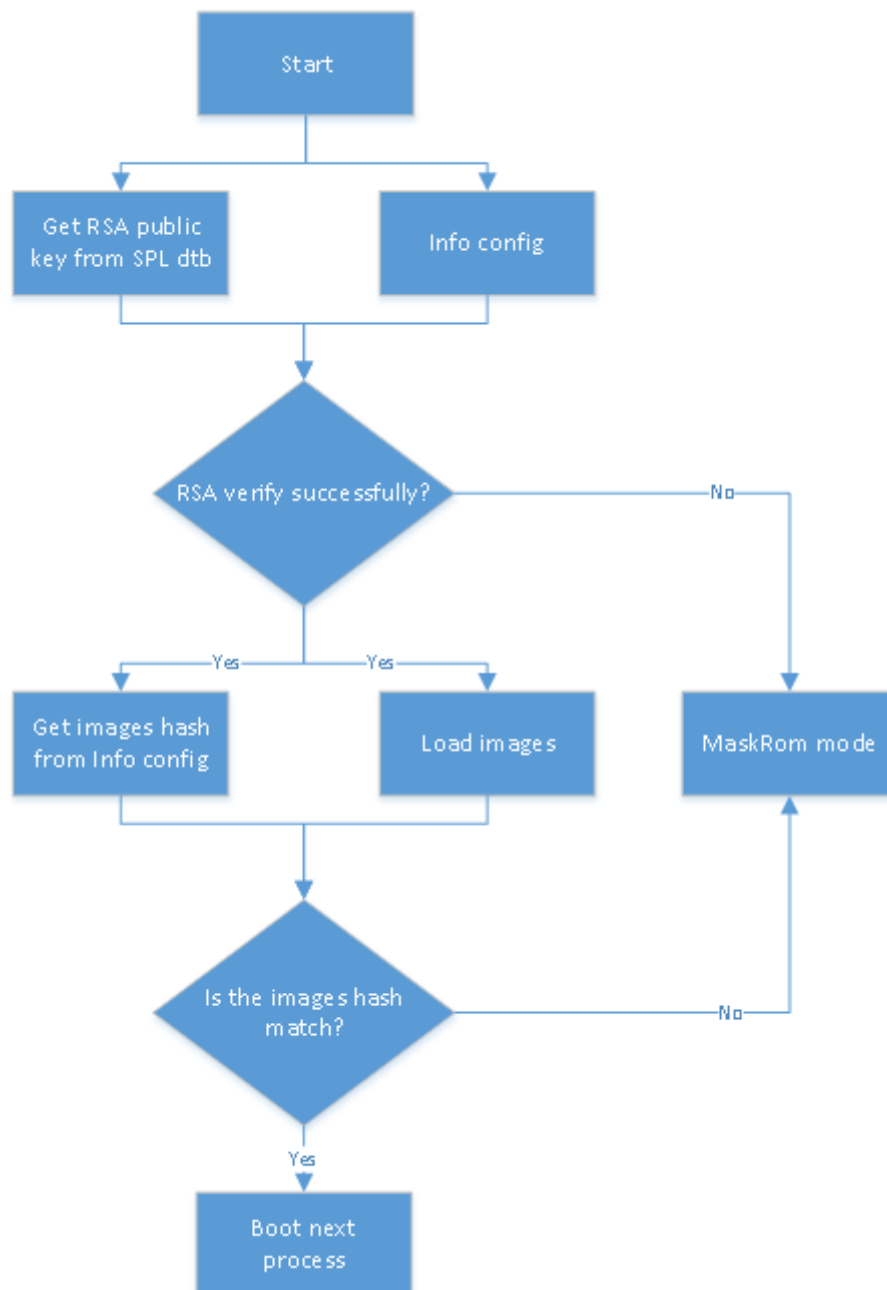 Start
Get RSA public
key from SPL dtb
Info config
RSA verify successfully?
No
Yes
Yes
Get images hash
from Info config
Load images
MaskRom mode
Is the images hash
match?
No
Yes
Boot next
process